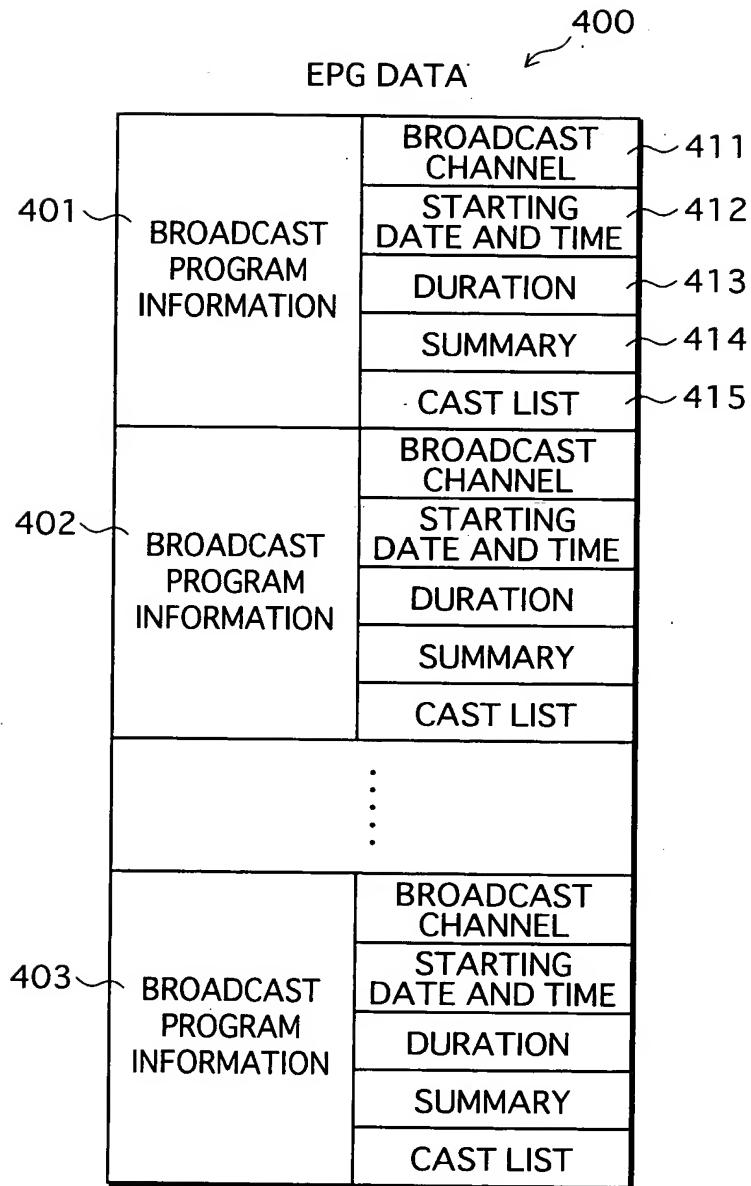 400
EPG DATA
401
BROADCAST
PROGRAM
INFORMATION
BROADCAST
CHANNEL
411
STARTING
DATE AND TIME
412
DURATION
413
SUMMARY
414
CAST LIST
415
402
BROADCAST
PROGRAM
INFORMATION
BROADCAST
CHANNEL
STARTING
DATE AND TIME
DURATION
SUMMARY
CAST LIST
403
BROADCAST
PROGRAM
INFORMATION
BROADCAST
CHANNEL
STARTING
DATE AND TIME
DURATION
SUMMARY
CAST LIST